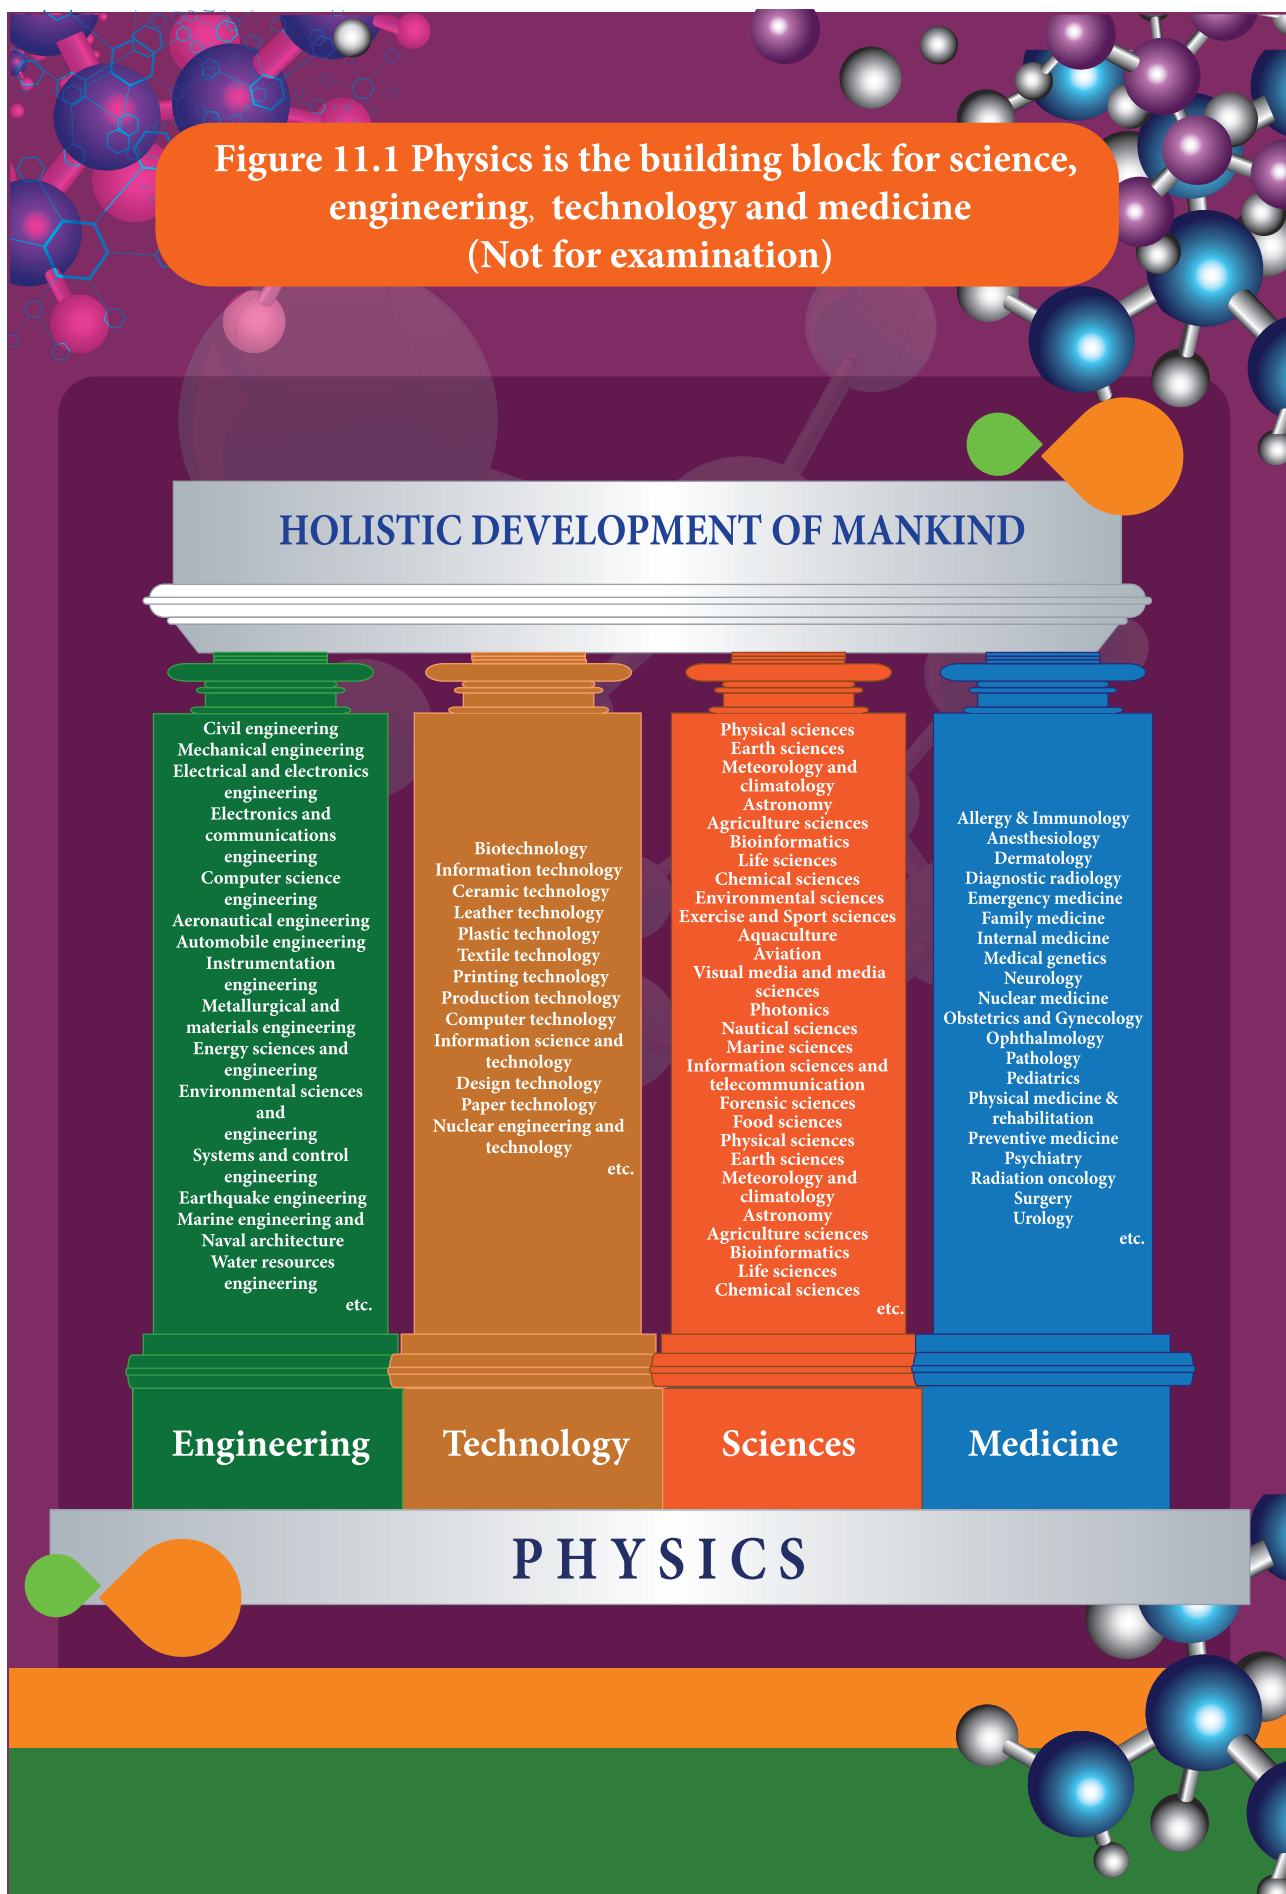 Figure 11.1 Physics is the building block for science,
engineering, technology and medicine
(Not for examination)
HOLISTIC DEVELOPMENT OF MANKIND
Civil engineering
Mechanical engineering
Electrical and electronics
engineering
Electronics and
communications
engineering
Computer science
engineering
Aeronautical engineering
Automobile engineering
Instrumentation
engineering
Metallurgical and
materials engineering
Energy sciences and
engineering
Environmental sciences
and
engineering
Systems and control
engineering
Earthquake engineering
Marine engineering and
Naval architecture
Water resources
engineering
etc.
Biotechnology
Information technology
Ceramic technology
Leather technology
Plastic technology
Textile technology
Printing technology
Production technology
Computer technology
Information science and
technology
Design technology
Paper technology
Nuclear engineering and
technology
etc.
Physical sciences
Earth sciences
Meteorology and
climatology
Astronomy
Agriculture sciences
Bioinformatics
Life sciences
Chemical sciences
Environmental sciences
Exercise and Sport sciences
Aquaculture
Aviation
Visual media and media
sciences
Photonics
Nautical sciences
Marine sciences
Information sciences and
telecommunication
Forensic sciences
Food sciences
Physical sciences
Earth sciences
Meteorology and
climatology
Astronomy
Agriculture sciences
Bioinformatics
Life sciences
Chemical sciences
etc.
Allergy & Immunology
Anesthesiology
Dermatology
Diagnostic radiology
Emergency medicine
Family medicine
Internal medicine
Medical genetics
Neurology
Nuclear medicine
Obstetrics and Gynecology
Ophthalmology
Pathology
Pediatrics
Physical medicine &
rehabilitation
Preventive medicine
Psychiatry
Radiation oncology
Surgery
Urology
etc.
Engineering
Technology
Sciences
Medicine
PHYSICS